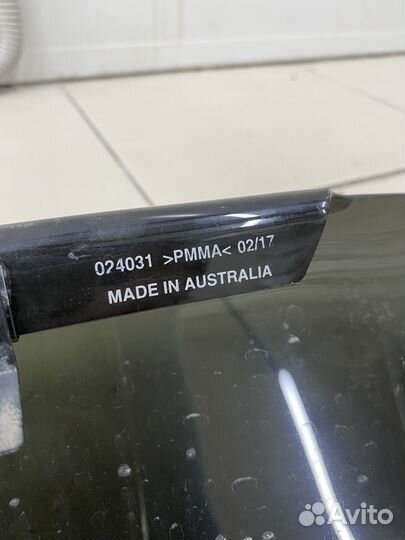 024031 >PMMA< 02/17
MADE IN AUSTRALIA
Avito